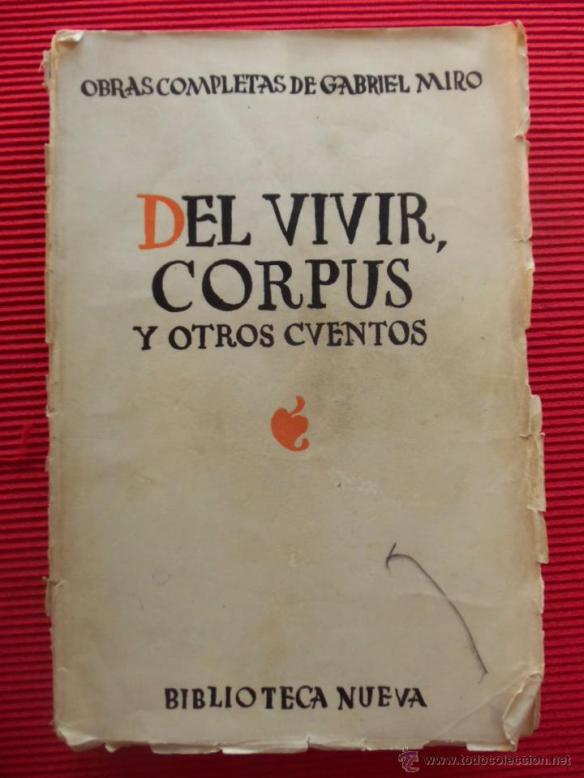 OBRAS COMPLETAS DE GABRIEL MIRO
DEL VIVIR,
CORPUS
Y OTROS CVENTOS
BIBLIOTECA NUEVA
© www.todocoleccion.net